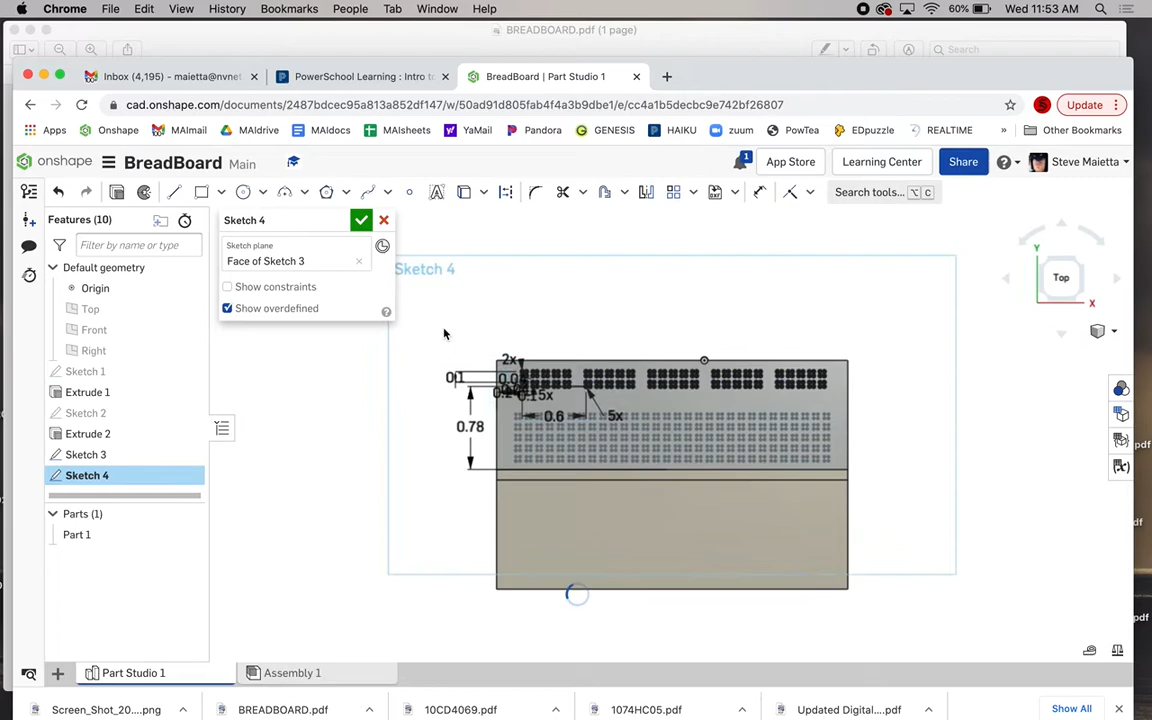 Chrome File Edit View History Bookmarks People Tab Window Help 60% Wed 11:53 AM
BREADBOARD.pdf (1 page)
Search
Inbox (4,195) - maietta@nvnet PowerSchool Learning : Intro to BreadBoard | Part Studio 1
cad.onshape.com/documents/2487bdcec95a813a852df147/w/50ad91d805fab4f4a3b9dbe1/e/cc4a1b5decbc9e742bf26807 Update
Apps Onshape MAImail MAIdrive MAIdocs MAIsheets YaMail Pandora GENESIS HAIKU zuum PowTea EDpuzzle REALTIME » Other Bookmarks
onshape BreadBoard Main 1 App Store Learning Center Share Steve Maietta
Search tools... ⌥ C
Features (10)
Filter by name or type
Default geometry
Origin
Top
Front
Right
Sketch 1
Extrude 1
Sketch 2
Extrude 2
Sketch 3
Sketch 4
Parts (1)
Part 1
Sketch 4
Sketch plane
Face of Sketch 3
Show constraints
Show overdefined
Sketch 4
2x
0.1
5x
0.6
5x
0.78
Y
Top
X
pdf
df
pdf
Part Studio 1 Assembly 1
Screen_Shot_20....png BREADBOARD.pdf 10CD4069.pdf 1074HC05.pdf Updated Digital....pdf Show All